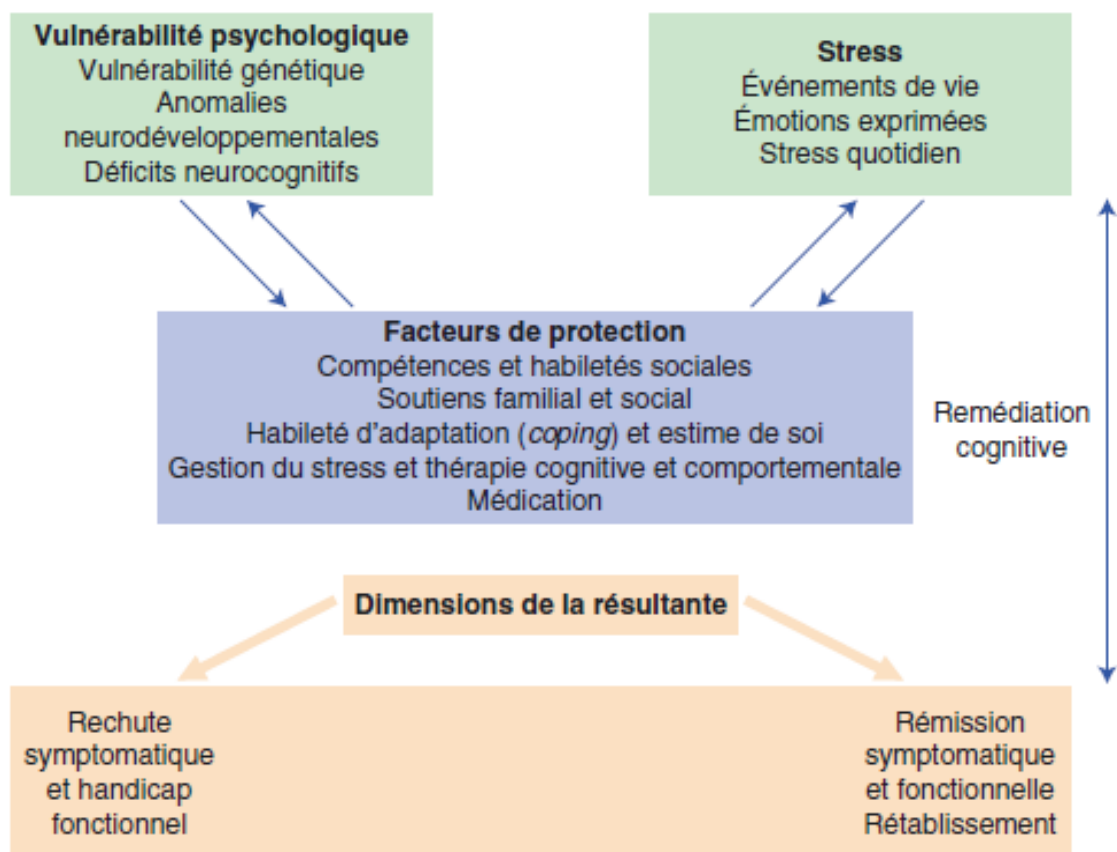 Vulnérabilité psychologique
Vulnérabilité génétique
Anomalies
neurodéveloppementales
Déficits neurocognitifs
Stress
Événements de vie
Émotions exprimées
Stress quotidien
Facteurs de protection
Compétences et habiletés sociales
Soutiens familial et social
Habileté d'adaptation (coping) et estime de soi
Gestion du stress et thérapie cognitive et comportementale
Médication
Remédiation
cognitive
Dimensions de la résultante
Rechute
symptomatique
et handicap
fonctionnel
Rémission
symptomatique
et fonctionnelle
Rétablissement